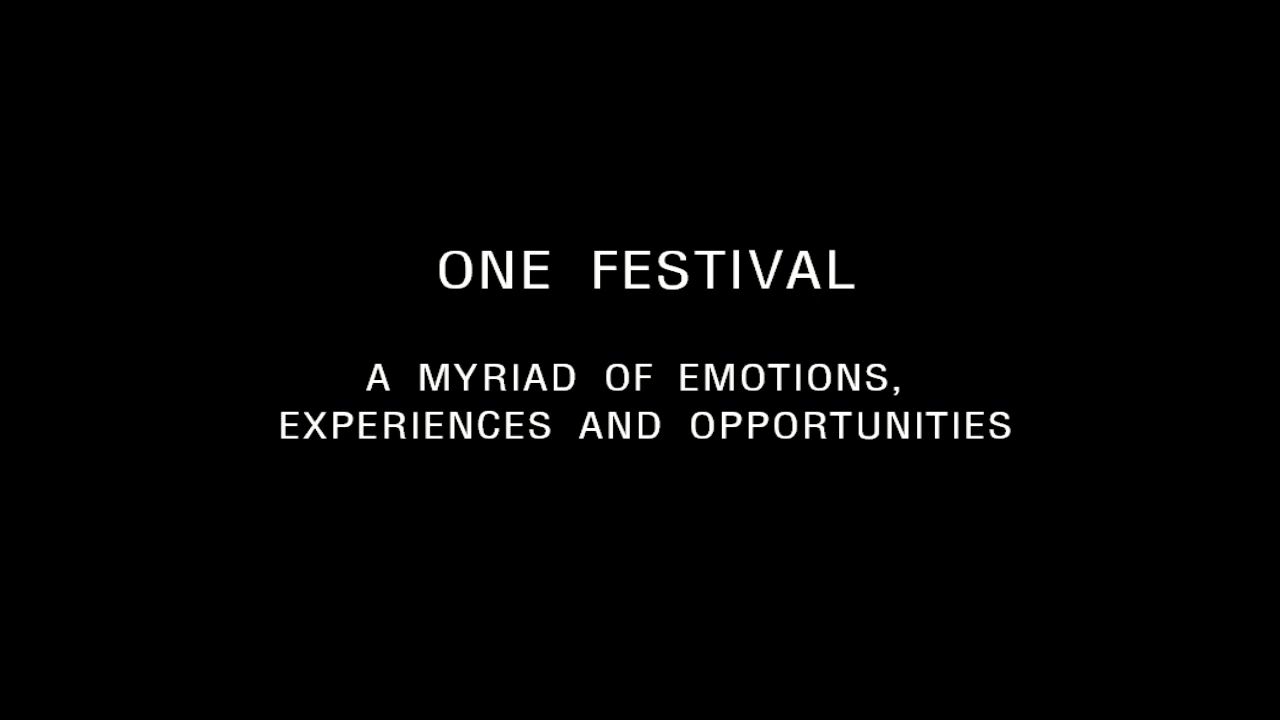 ONE FESTIVAL
A MYRIAD OF EMOTIONS,
EXPERIENCES AND OPPORTUNITIES